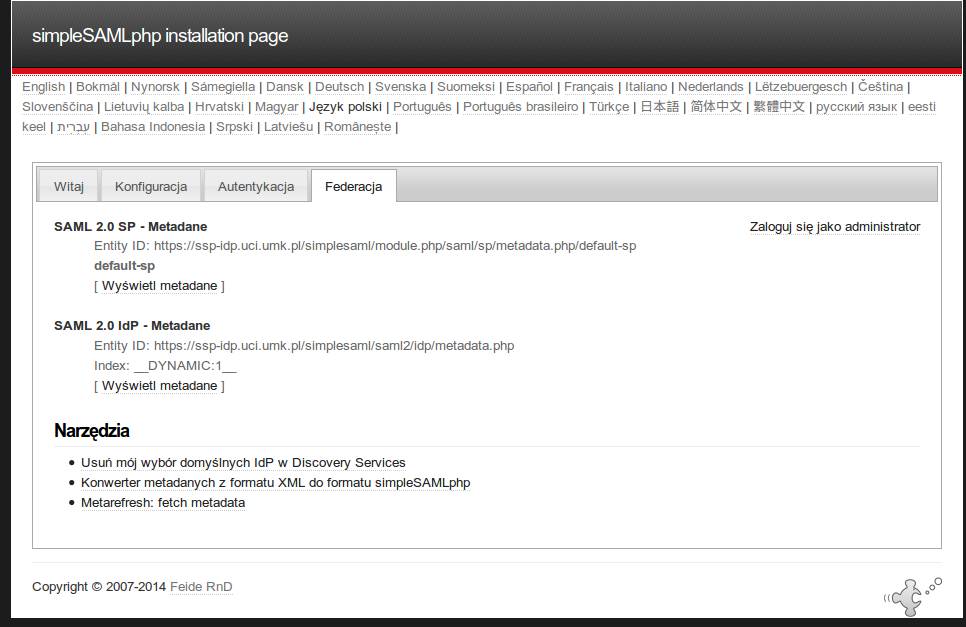 simpleSAMLphp installation page
English | Bokmål | Nynorsk | Sámegiella | Dansk | Deutsch | Svenska | Suomeksi | Español | Français | Italiano | Nederlands | Lëtzebuergesch | Čeština |
Slovenščina | Lietuvių kalba | Hrvatski | Magyar | Język polski | Português | Português brasileiro | Türkçe | 日本語 | 简体中文 | 繁體中文 | русский язык | eesti
keel | עִבְרִית | Bahasa Indonesia | Srpski | Latviešu | Românește |
Witaj Konfiguracja Autentykacja Federacja
SAML 2.0 SP - Metadane Zaloguj się jako administrator
Entity ID: https://ssp-idp.uci.umk.pl/simplesaml/module.php/saml/sp/metadata.php/default-sp
default-sp
[ Wyświetl metadane ]
SAML 2.0 IdP - Metadane
Entity ID: https://ssp-idp.uci.umk.pl/simplesaml/saml2/idp/metadata.php
Index: __DYNAMIC:1__
[ Wyświetl metadane ]
Narzędzia
• Usuń mój wybór domyślnych IdP w Discovery Services
• Konwerter metadanych z formatu XML do formatu simpleSAMLphp
• Metarefresh: fetch metadata
Copyright © 2007-2014 Feide RnD